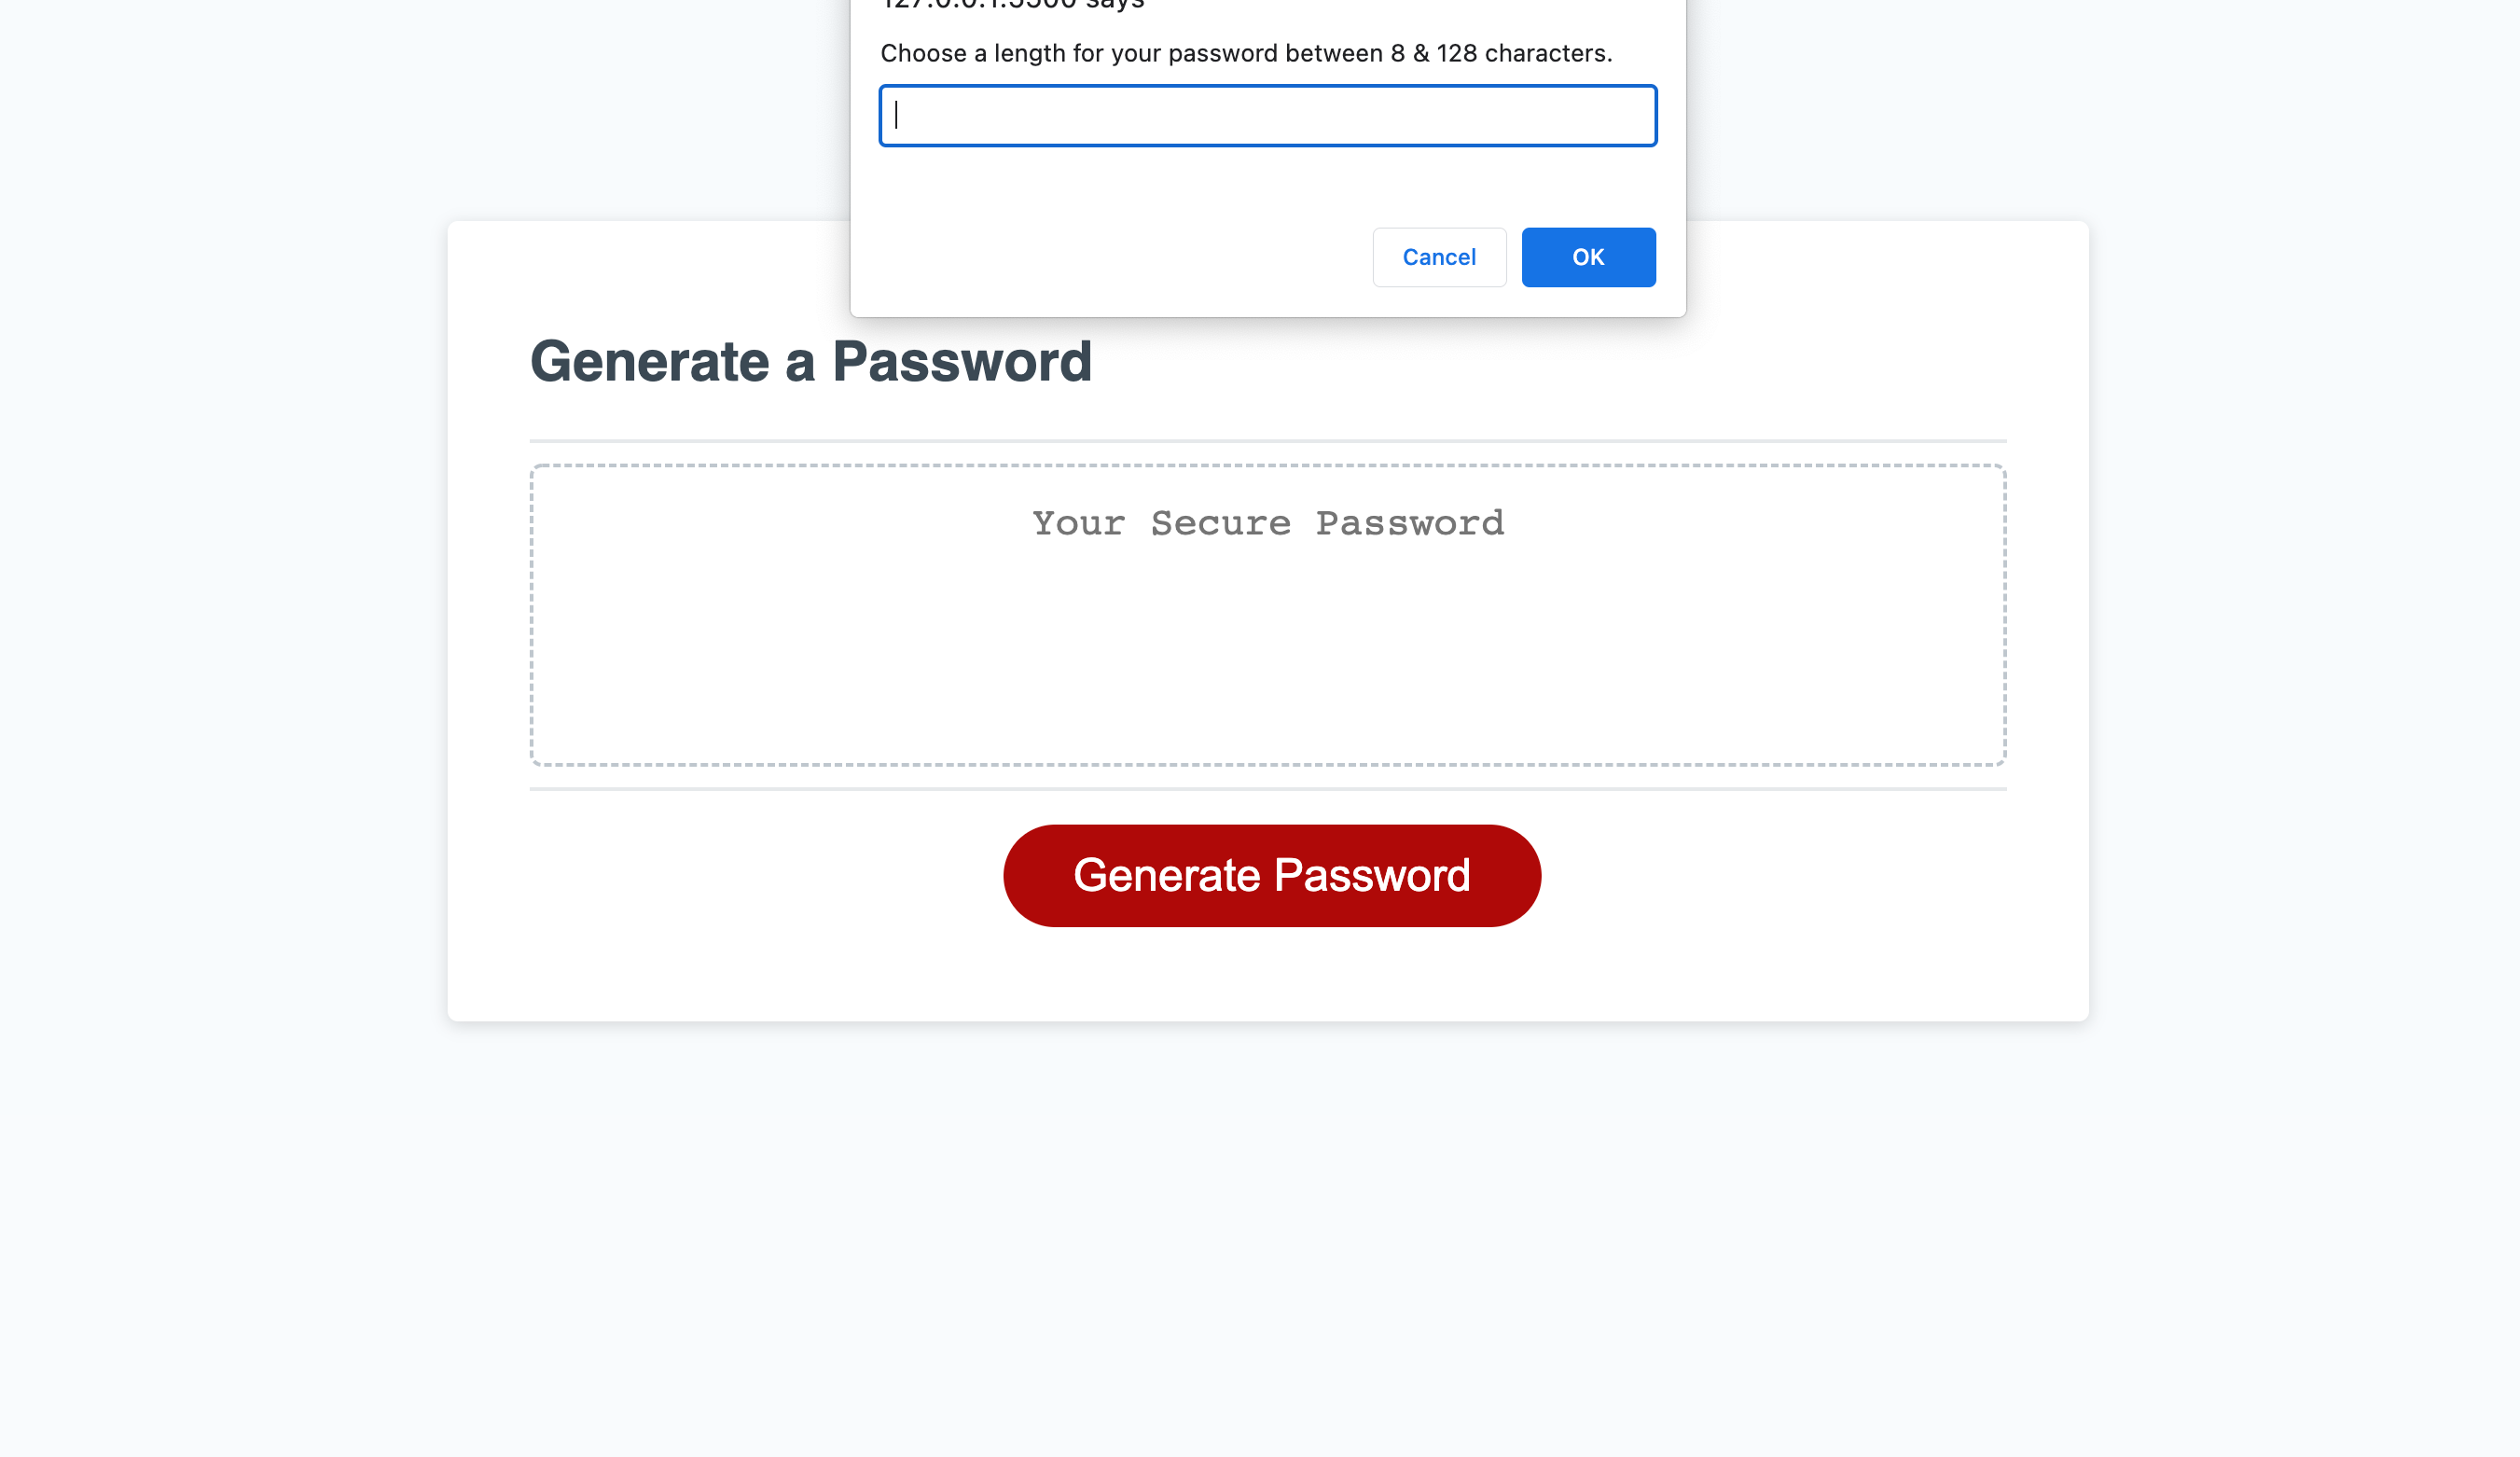 127.0.0.1:5500 says
Choose a length for your password between 8 & 128 characters.
Cancel
OK
Generate a Password
Your Secure Password
Generate Password